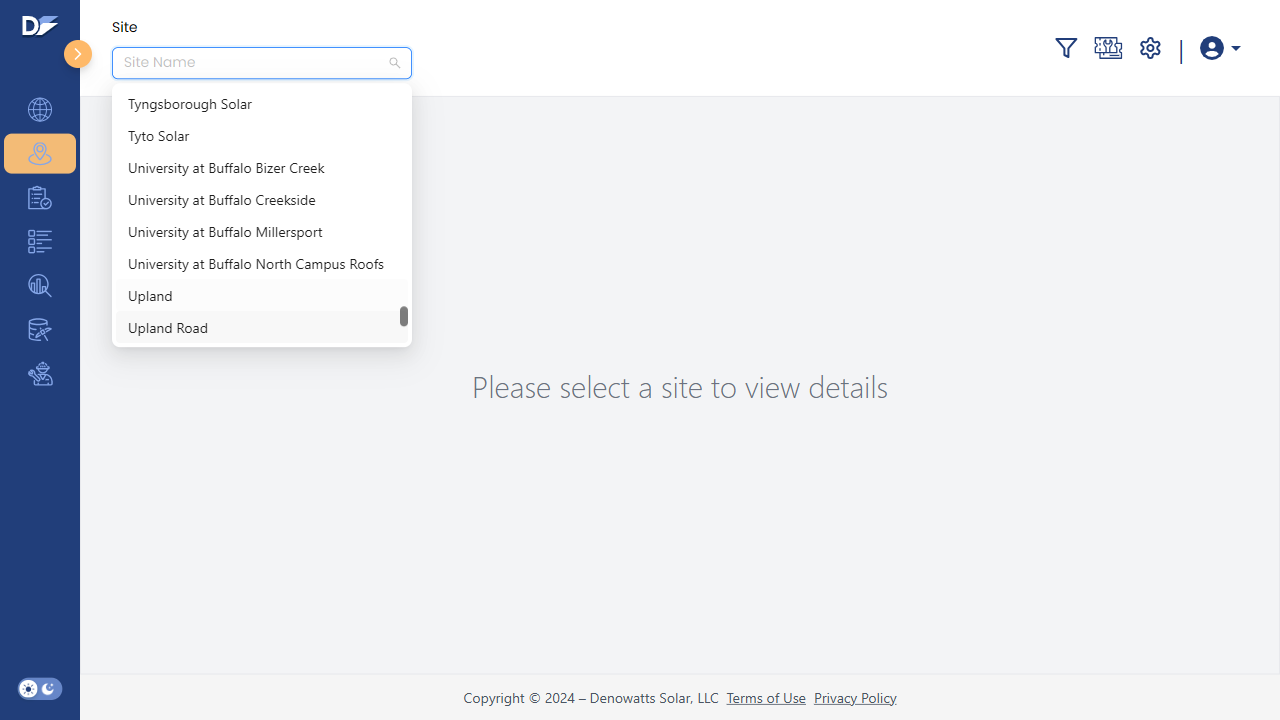 Site
Site Name
Tyngsborough Solar
Tyto Solar
University at Buffalo Bizer Creek
University at Buffalo Creekside
University at Buffalo Millersport
University at Buffalo North Campus Roofs
Upland
Upland Road
Please select a site to view details
Copyright © 2024 – Denowatts Solar, LLC Terms of Use Privacy Policy